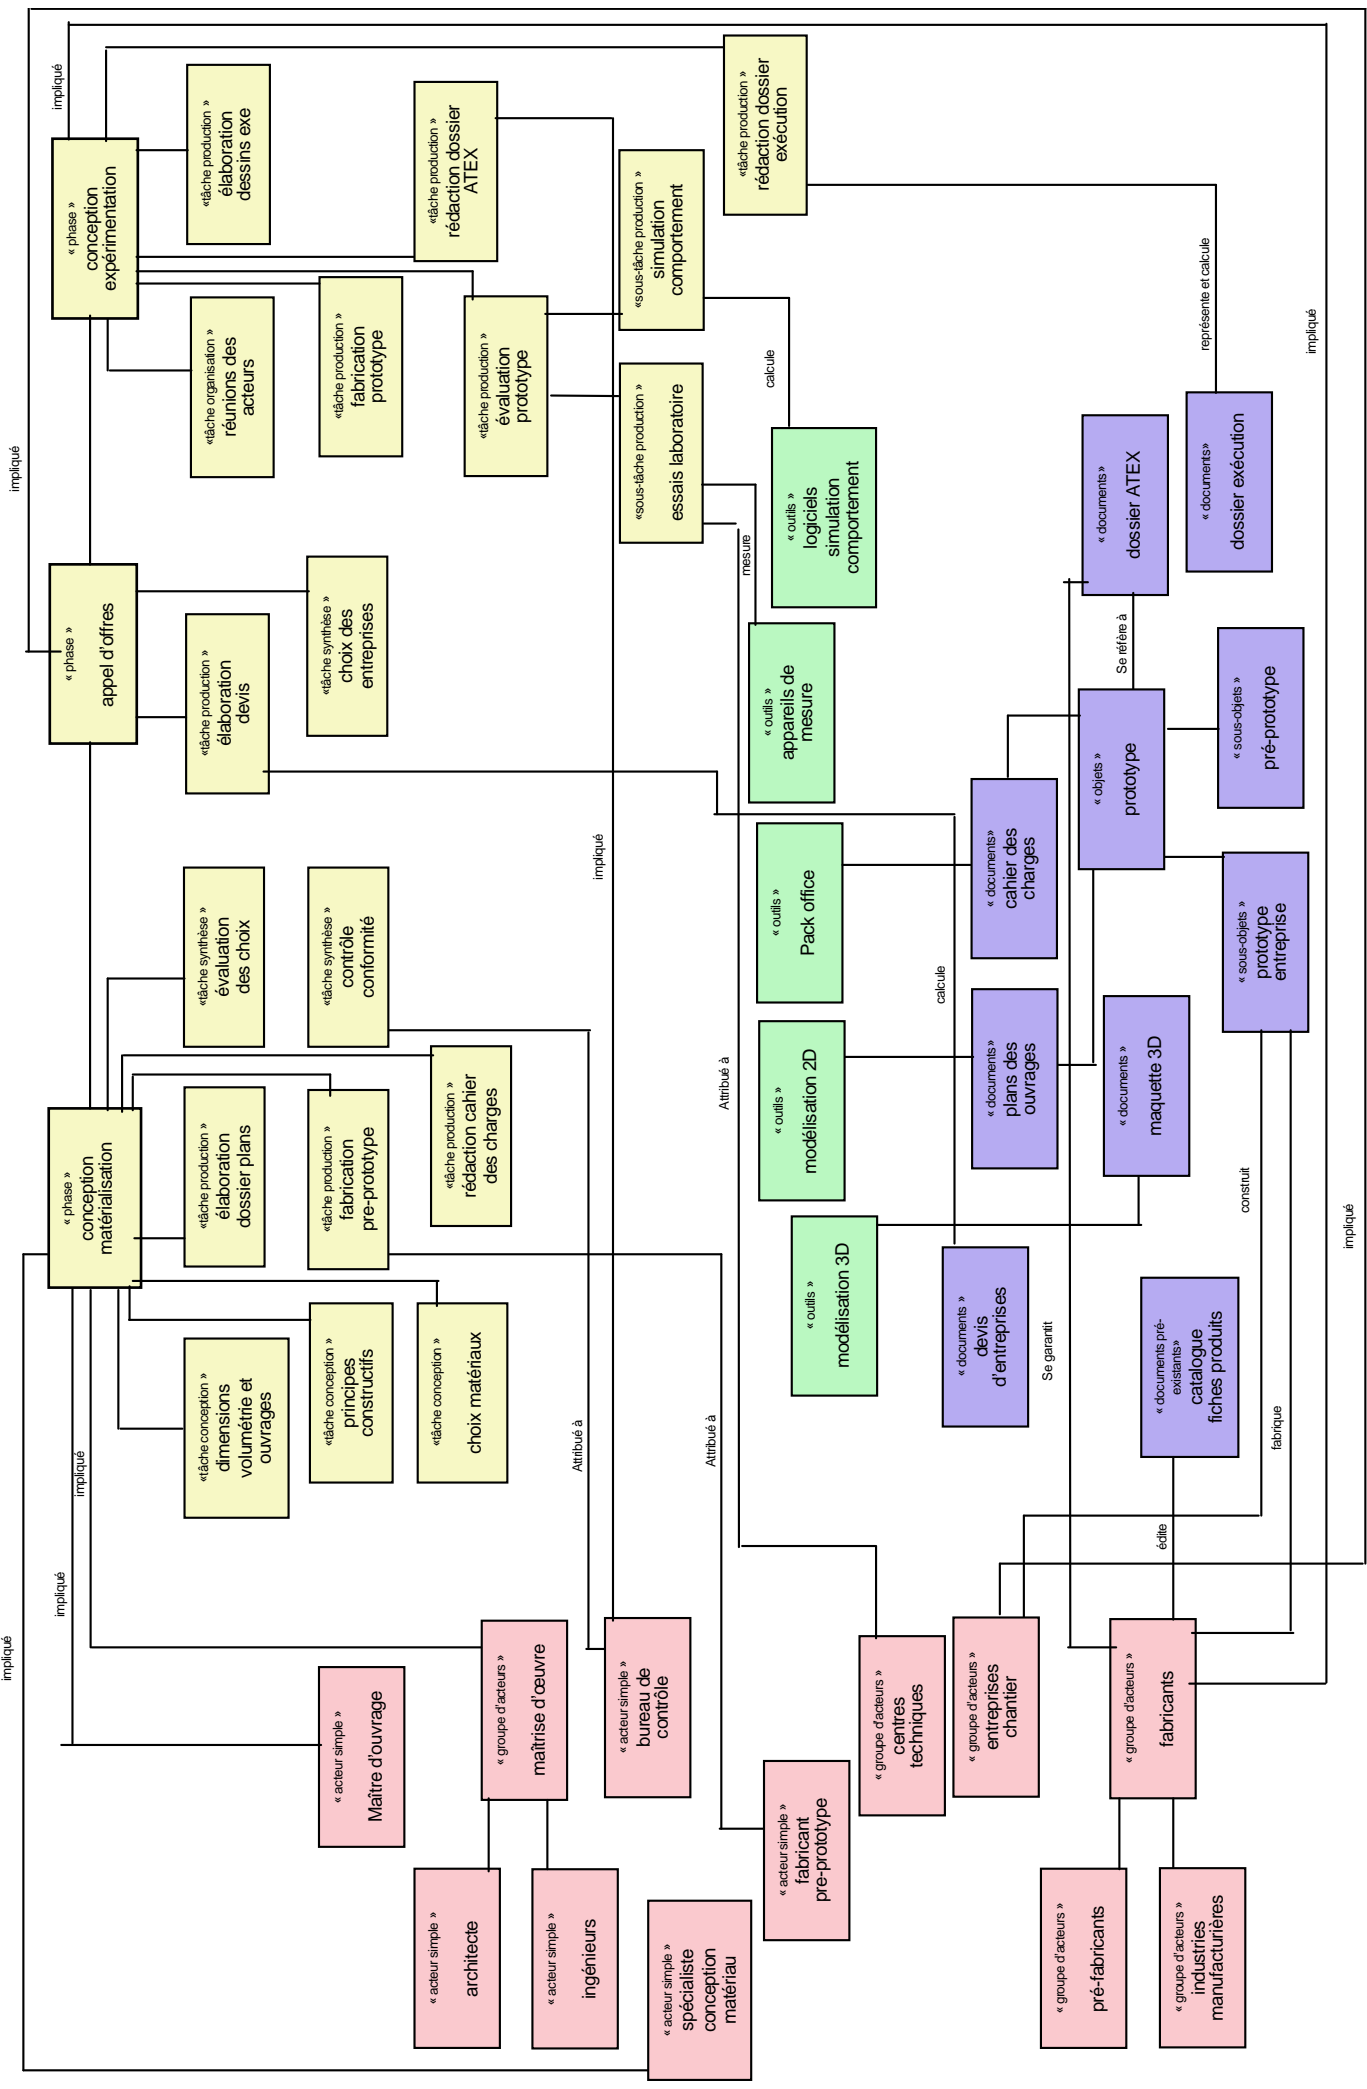 impliqué
impliqué
impliqué
impliqué
impliqué
« phase »
conception
matérialisation
« phase »
appel d'offres
« phase »
conception
expérimentation
«tâche conception »
dimensions
volumétrie et
ouvrages
«tâche production »
élaboration
dossier plans
«tâche synthèse »
évaluation
des choix
«tâche production »
élaboration
devis
«tâche organisation »
réunions des
acteurs
«tâche production »
élaboration
dessins exe
« acteur simple »
Maître d'ouvrage
«tâche conception »
principes
constructifs
«tâche production »
fabrication
pre-prototype
«tâche synthèse »
contrôle
conformité
«tâche synthèse »
choix des
entreprises
«tâche production »
fabrication
prototype
« acteur simple »
architecte
«tâche conception »
choix matériaux
«tâche production »
rédaction cahier
des charges
«tâche production »
rédaction dossier
ATEX
« groupe d'acteurs »
maîtrise d'œuvre
«tâche production »
évaluation
prototype
« acteur simple »
ingénieurs
Attribué à
impliqué
« acteur simple »
bureau de
contrôle
«sous-tâche production »
essais laboratoire
«sous-tâche production »
simulation
comportement
« acteur simple »
spécialiste
conception
matériau
Attribué à
Attribué à
mesure
calcule
«tâche production »
rédaction dossier
exécution
« acteur simple »
fabricant
pre-prototype
« outils »
modélisation 3D
« outils »
modélisation 2D
« outils »
Pack office
« outils »
appareils de
mesure
« outils »
logiciels
simulation
comportement
« groupe d'acteurs »
centres
techniques
calcule
« groupe d'acteurs »
entreprises
chantier
« documents »
devis
d'entreprises
« documents»
plans des
ouvrages
« documents»
cahier des
charges
Se garantit
« groupe d'acteurs »
pré-fabricants
« groupe d'acteurs »
fabricants
« documents »
maquette 3D
« objets »
prototype
Se réfère à
« documents»
dossier ATEX
édite
« documents pré-
existants»
catalogue
fiches produits
« groupe d'acteurs »
industries
manufacturières
« sous-objets »
prototype
entreprise
« sous-objets »
pré-prototype
« documents»
dossier exécution
représente et calcule
construit
fabrique
impliqué
impliqué